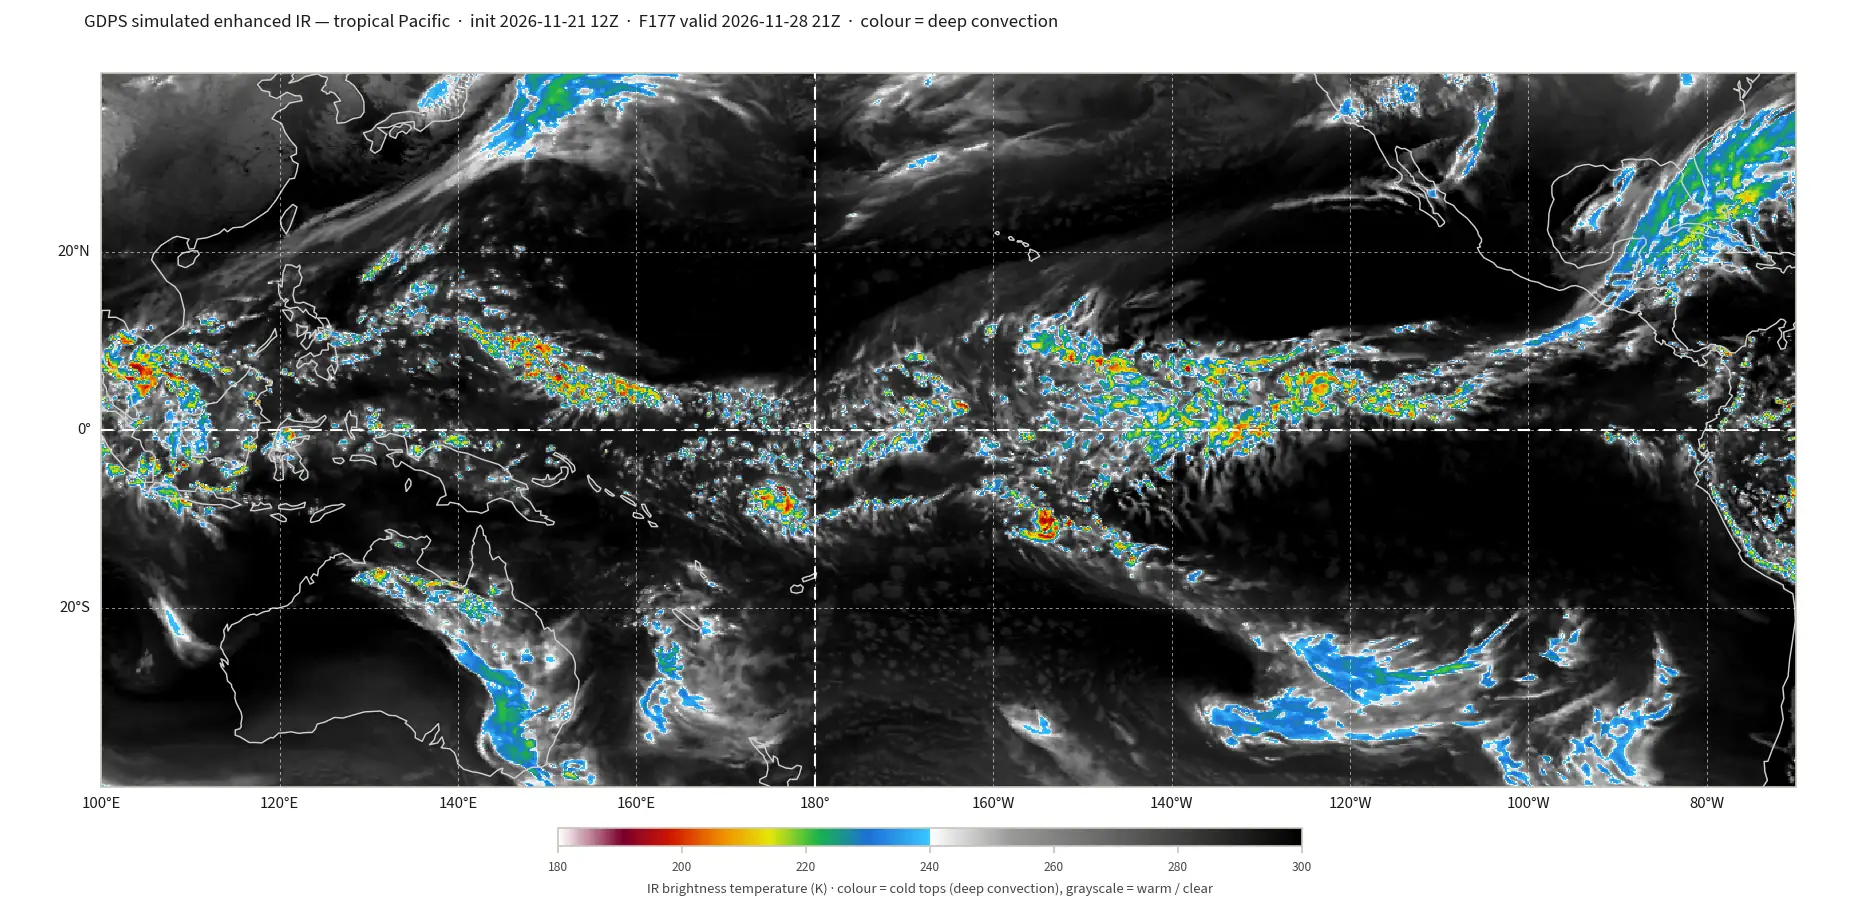 GDPS simulated enhanced IR — tropical Pacific · init 2026-11-21 12Z · F177 valid 2026-11-28 21Z · colour = deep convection
20°N
0°
20°S
100°E 120°E 140°E 160°E 180° 160°W 140°W 120°W 100°W 80°W
180 200 220 240 260 280 300
IR brightness temperature (K) · colour = cold tops (deep convection), grayscale = warm / clear